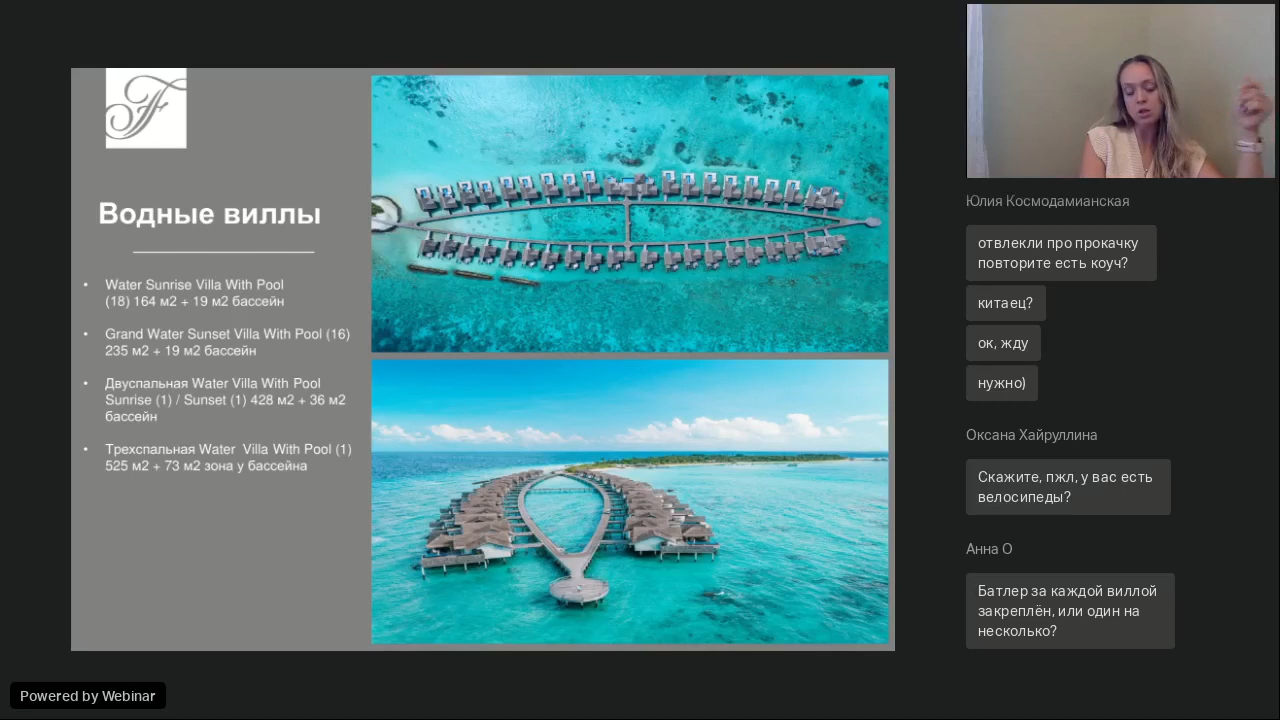 Водные виллы
• Water Sunrise Villa With Pool
(18) 164 м2 + 19 м2 бассейн
• Grand Water Sunset Villa With Pool (16)
235 м2 + 19 м2 бассейн
• Двуспальная Water Villa With Pool
Sunrise (1) / Sunset (1) 428 м2 + 36 м2
бассейн
• Трехспальная Water Villa With Pool (1)
525 м2 + 73 м2 зона у бассейна
Юлия Космодамианская
отвлекли про прокачку
повторите есть коуч?
китаец?
ок, жду
нужно)
Оксана Хайруллина
Скажите, пжл, у вас есть
велосипеды?
Анна О
Батлер за каждой виллой
закреплён, или один на
несколько?
Powered by Webinar